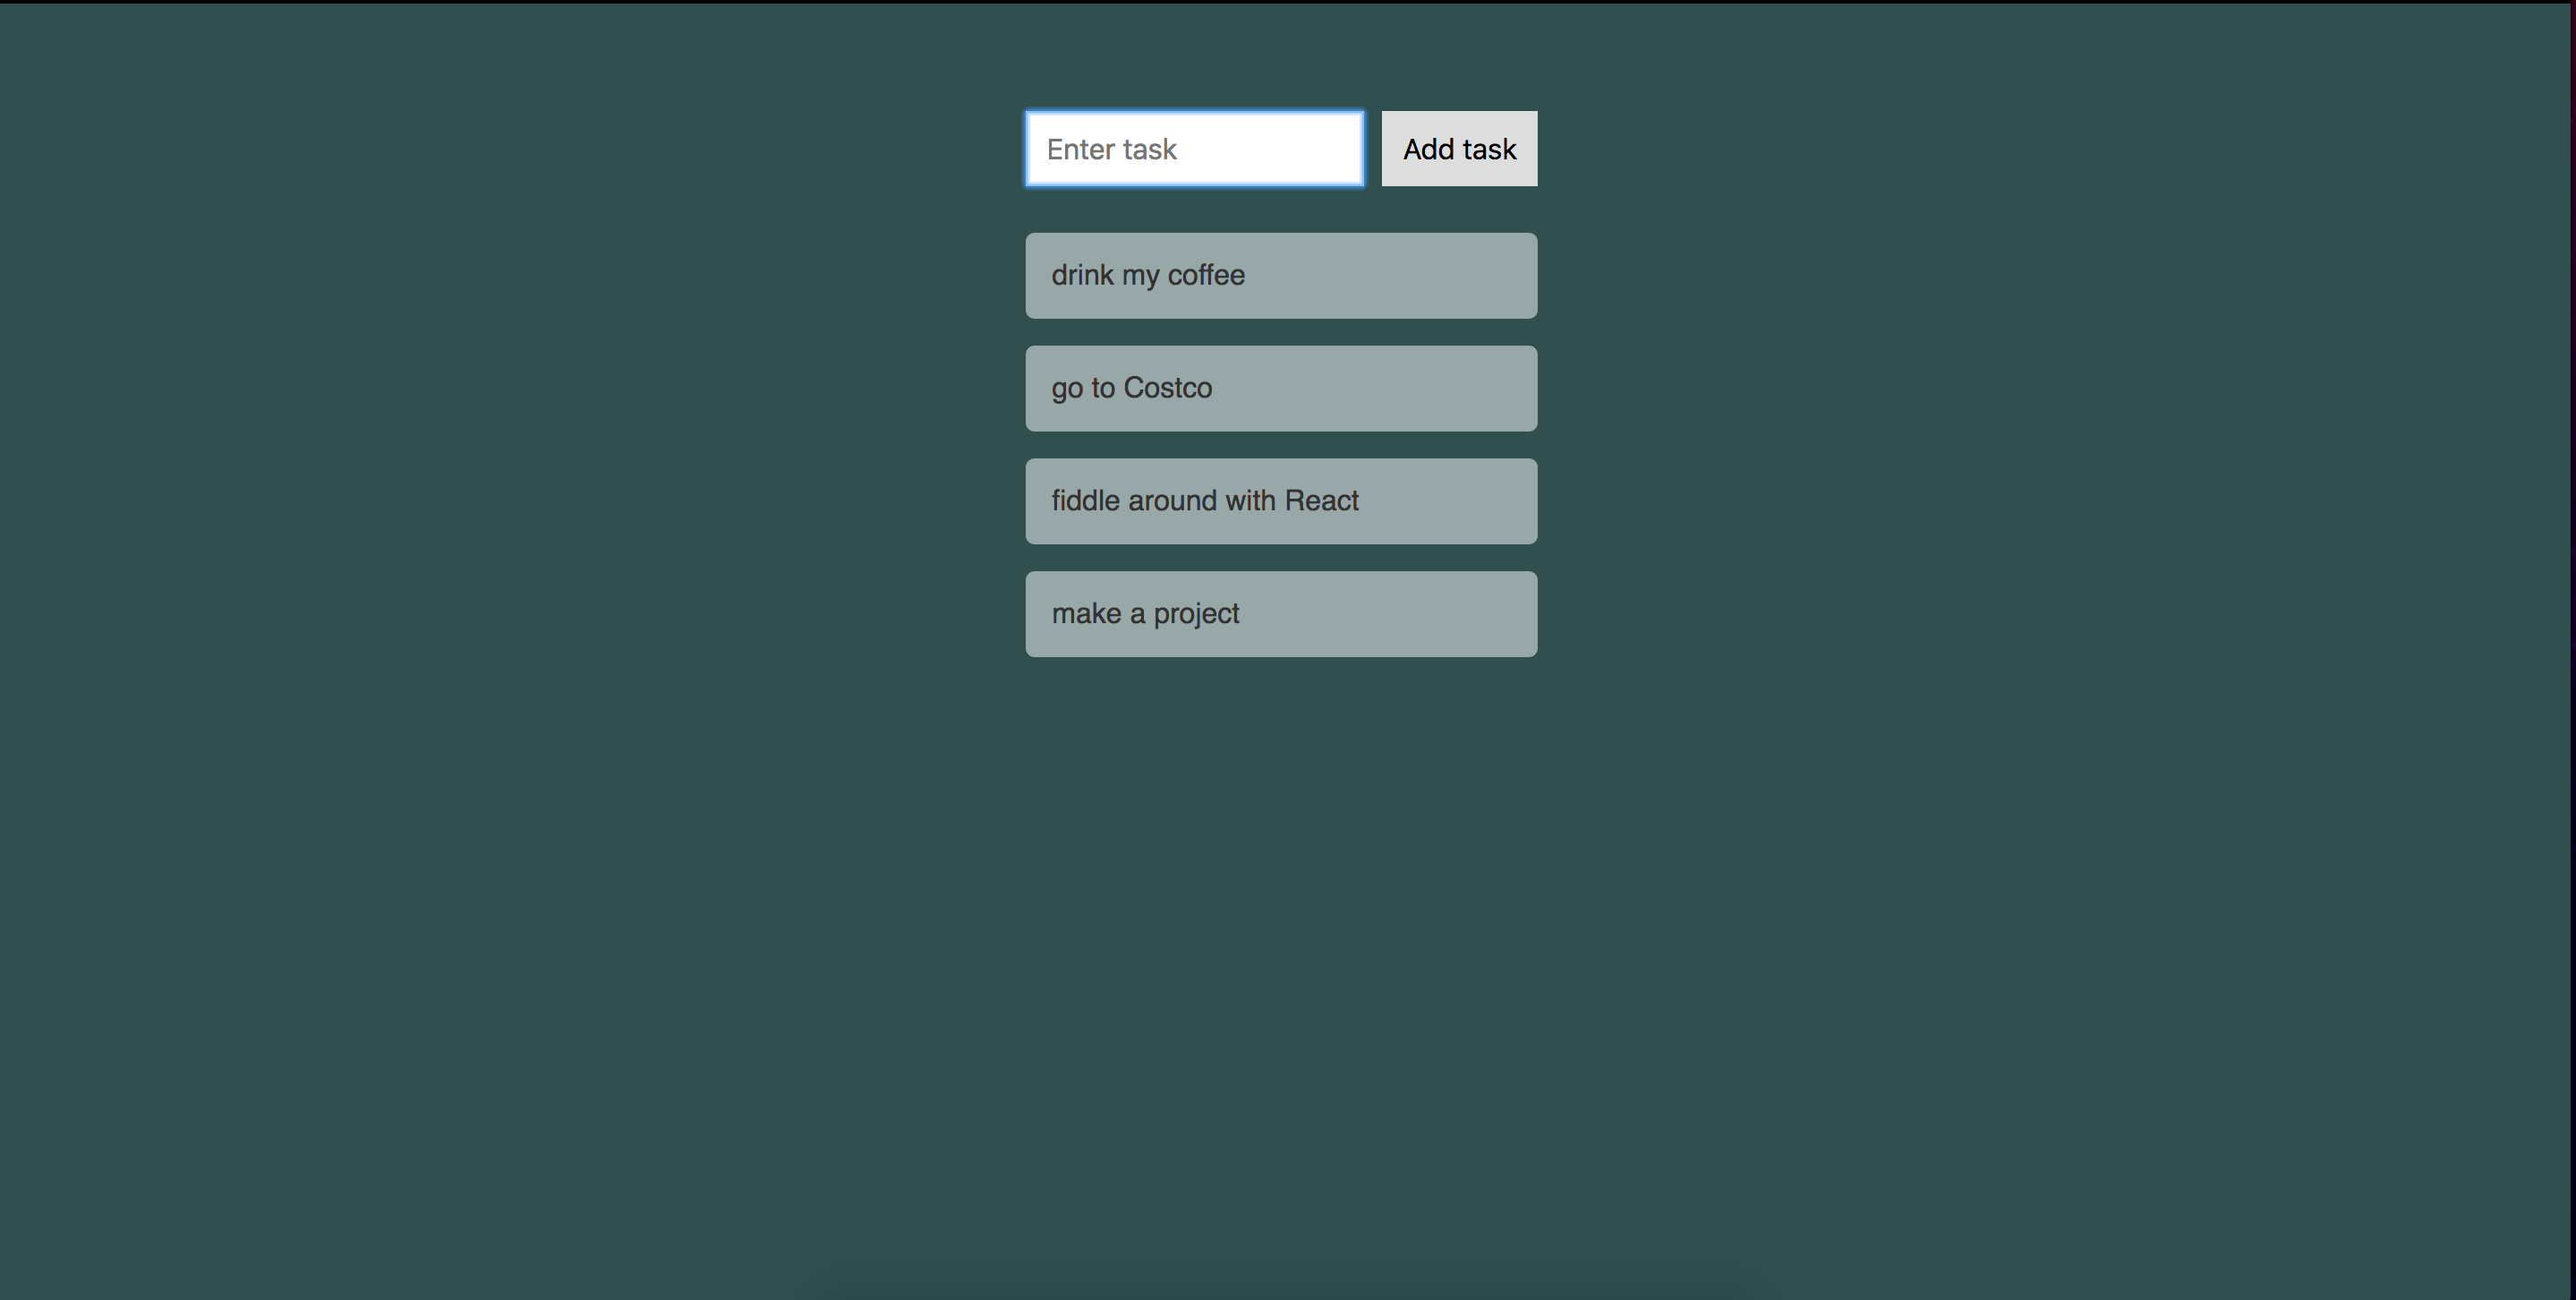 Enter task
Add task
drink my coffee
go to Costco
fiddle around with React
make a project